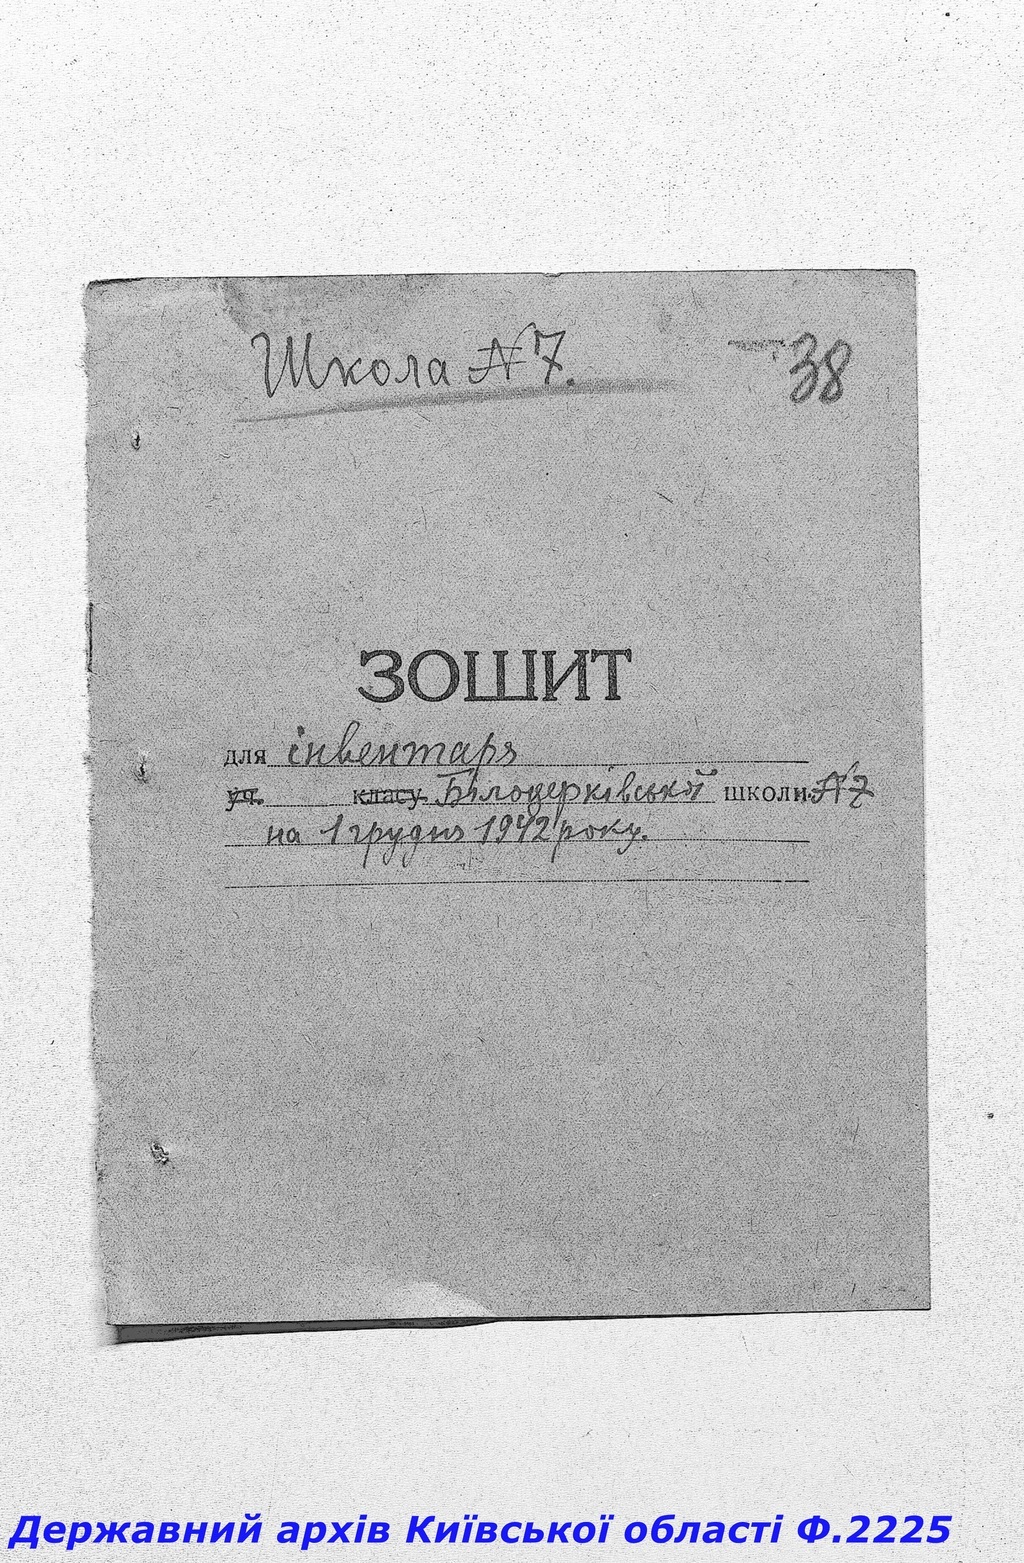 Школа №7.
38
ЗОШИТ
для інвентаря
уч. класу Білоцерківської школи №7
на 1 грудня 1942 року.
Державний архів Київської області Ф.2225